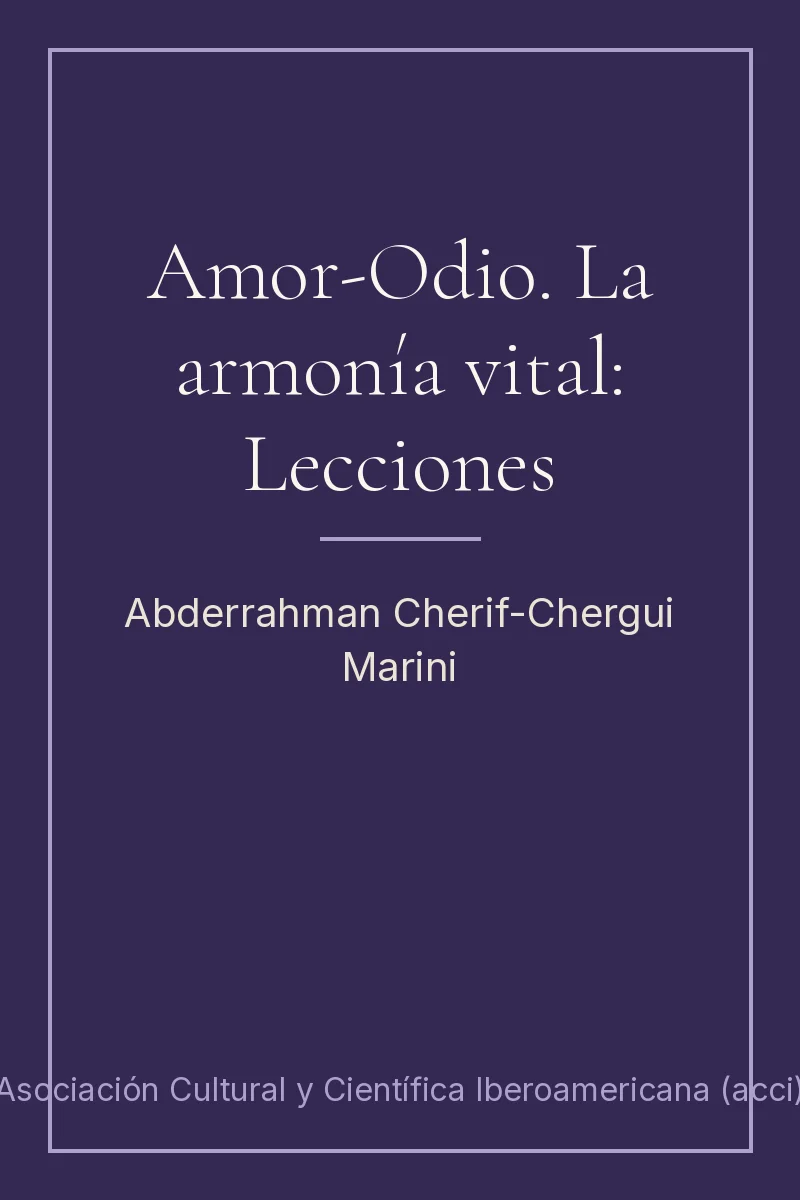 Amor-Odio. La
armonía vital:
Lecciones
Abderrahman Cherif-Chergui
Marini
Asociación Cultural y Científica Iberoamericana (acci)